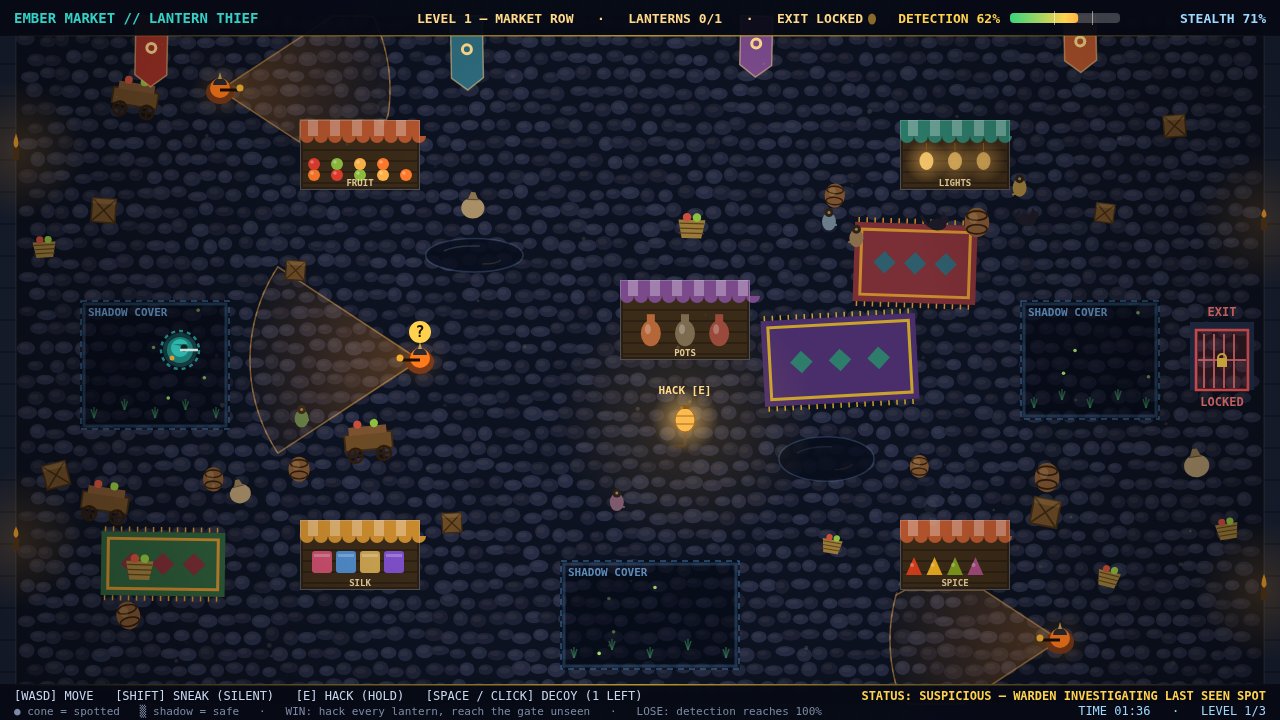 EMBER MARKET // LANTERN THIEF
LEVEL 1 — MARKET ROW · LANTERNS 0/1 · EXIT LOCKED
DETECTION 62%
STEALTH 71%
FRUIT
LIGHTS
SHADOW COVER
?
POTS
SHADOW COVER
EXIT
LOCKED
HACK [E]
SILK
SPICE
SHADOW COVER
[WASD] MOVE [SHIFT] SNEAK (SILENT) [E] HACK (HOLD) [SPACE / CLICK] DECOY (1 LEFT)
STATUS: SUSPICIOUS — WARDEN INVESTIGATING LAST SEEN SPOT
● cone = spotted ▒ shadow = safe · WIN: hack every lantern, reach the gate unseen · LOSE: detection reaches 100%
TIME 01:36 · LEVEL 1/3